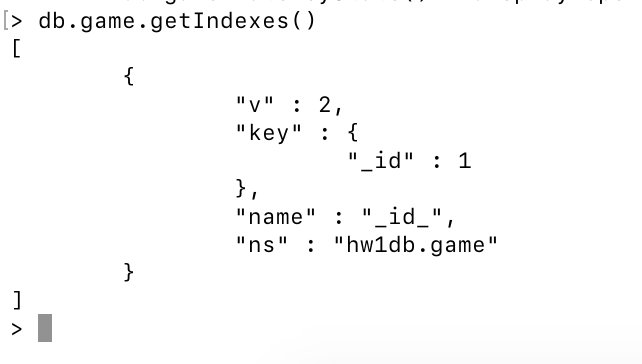 [> db.game.getIndexes()
[
{
"v" : 2,
"key" : {
"_id" : 1
},
"name" : "_id_",
"ns" : "hw1db.game"
}
]
>